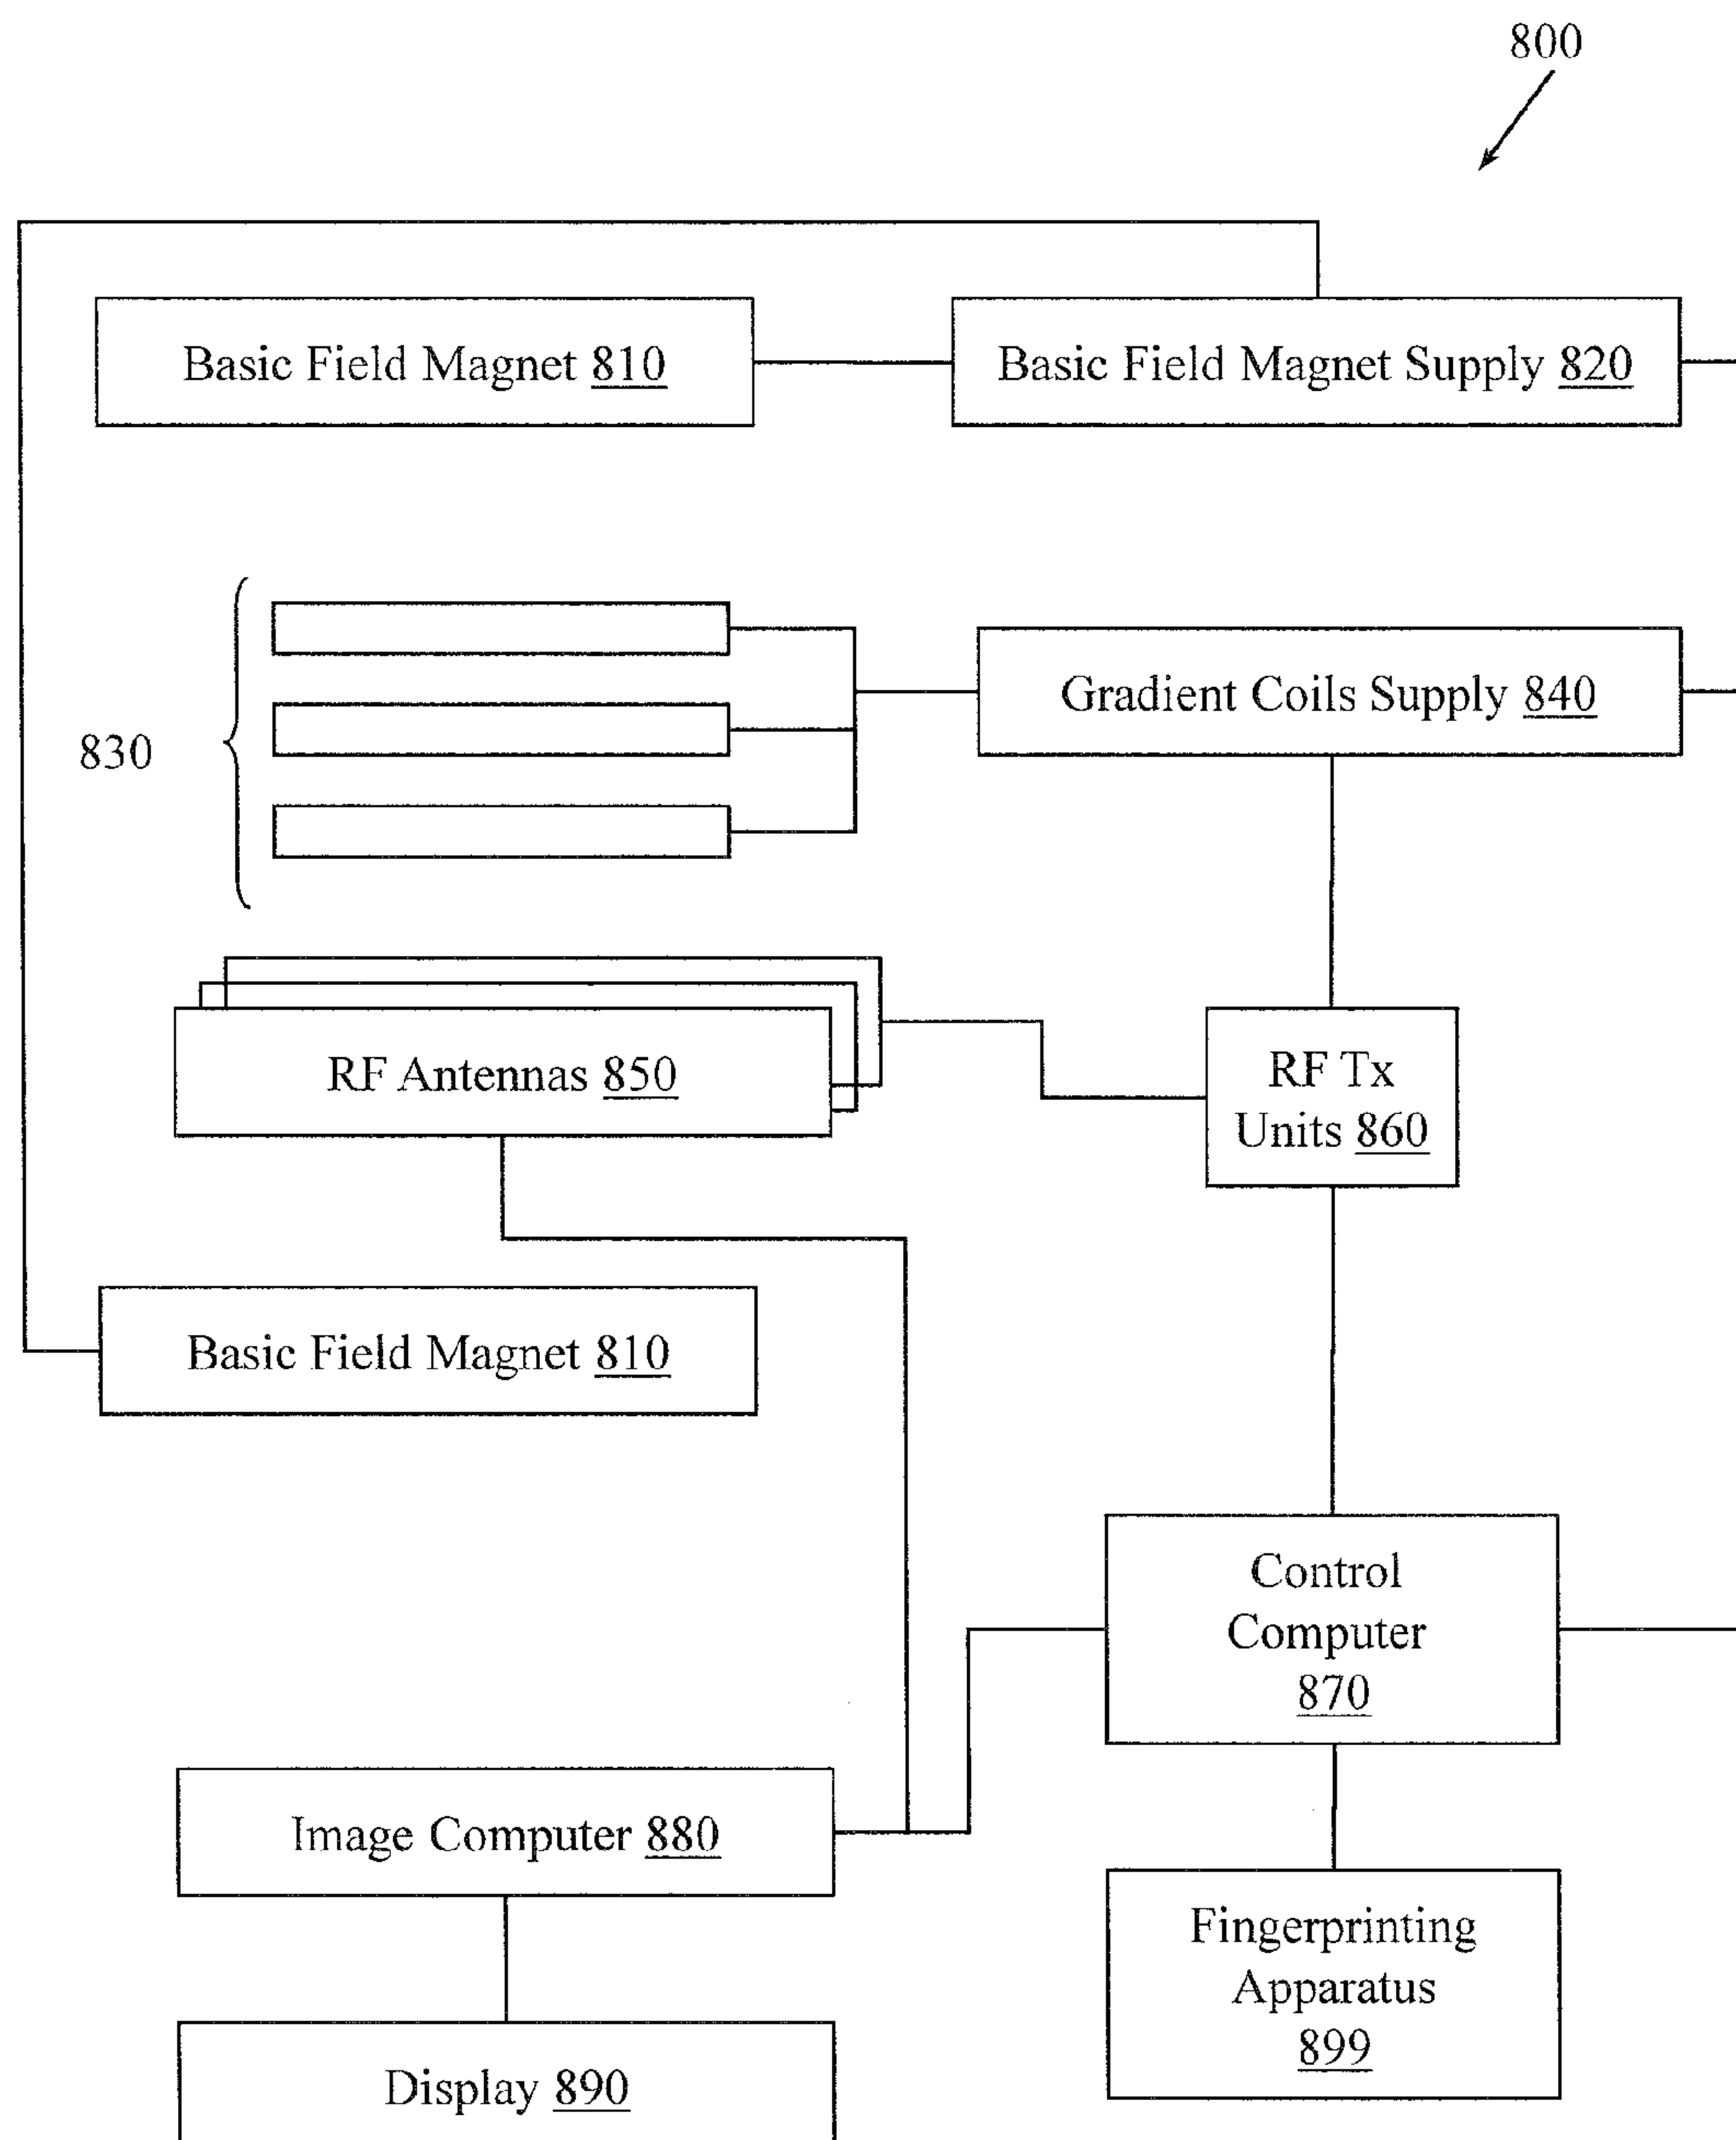 800
Basic Field Magnet 810
Basic Field Magnet Supply 820
830
Gradient Coils Supply 840
RF Antennas 850
RF Tx
Units 860
Basic Field Magnet 810
Control
Computer
870
Image Computer 880
Fingerprinting
Apparatus
899
Display 890